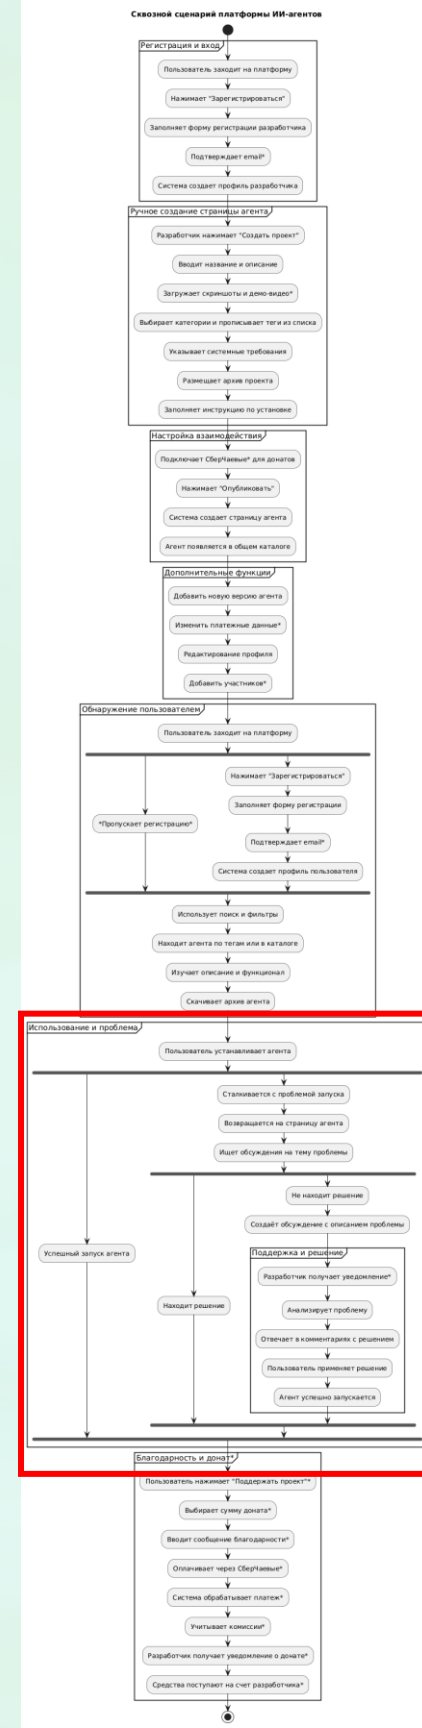 Сквозной сценарий платформы ИИ-агентов
Регистрация и вход
Пользователь заходит на платформу
Нажимает "Зарегистрироваться"
Заполняет форму регистрации разработчика
Подтверждает email*
Система создает профиль разработчика
Ручное создание страницы агента
Разработчик нажимает "Создать проект"
Вводит название и описание
Загружает скриншоты и демо-видео*
Выбирает категории и прописывает теги из списка
Указывает системные требования
Размещает архив проекта
Заполняет инструкцию по установке
Настройка взаимодействия
Подключает СберЧаевые* для донатов
Нажимает "Опубликовать"
Система создает страницу агента
Агент появляется в общем каталоге
Дополнительные функции
Добавить новую версию агента
Изменить платежные данные*
Редактирование профиля
Добавить участников*
Обнаружение пользователем
Пользователь заходит на платформу
Нажимает "Зарегистрироваться"
Заполняет форму регистрации
*Пропускает регистрацию*
Подтверждает email*
Система создает профиль пользователя
Использует поиск и фильтры
Находит агента по тегам или в каталоге
Изучает описание и функционал
Скачивает архив агента
Использование и проблема
Пользователь устанавливает агента
Сталкивается с проблемой запуска
Возвращается на страницу агента
Ищет обсуждения на тему проблемы
Не находит решение
Создаёт обсуждение с описанием проблемы
Успешный запуск агента
Поддержка и решение
Разработчик получает уведомление*
Находит решение
Анализирует проблему
Отвечает в комментариях с решением
Пользователь применяет решение
Агент успешно запускается
Благодарность и донат*
Пользователь нажимает "Поддержать проект"*
Выбирает сумму доната*
Вводит сообщение благодарности*
Оплачивает через СберЧаевые*
Система обрабатывает платеж*
Учитывает комиссии*
Разработчик получает уведомление о донате*
Средства поступают на счет разработчика*